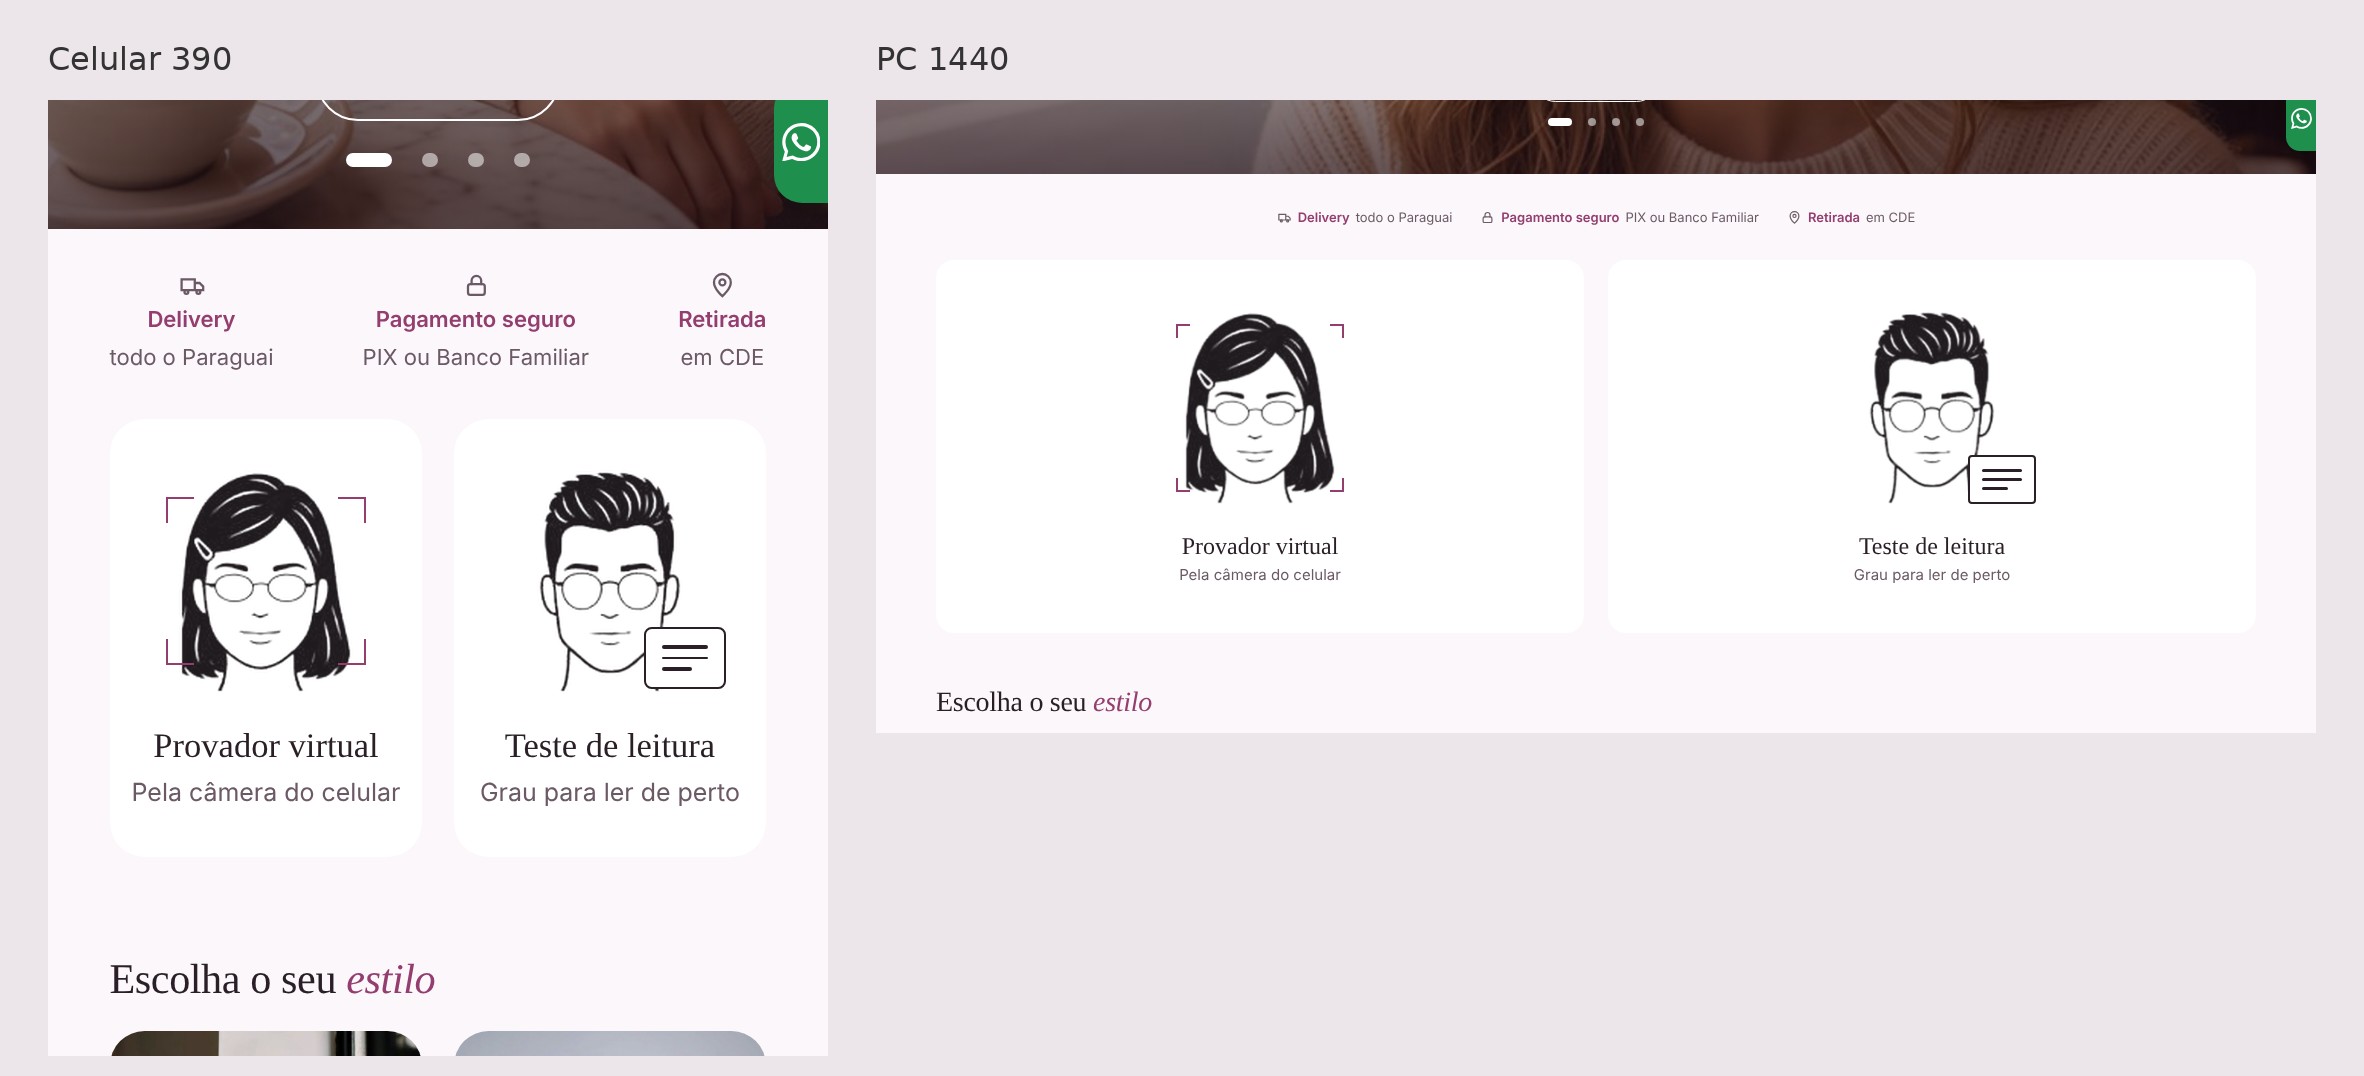 Celular 390
Delivery
todo o Paraguai
Pagamento seguro
PIX ou Banco Familiar
Retirada
em CDE
Provador virtual
Pela câmera do celular
Teste de leitura
Grau para ler de perto
Escolha o seu estilo
PC 1440
Delivery todo o Paraguai
Pagamento seguro PIX ou Banco Familiar
Retirada em CDE
Provador virtual
Pela câmera do celular
Teste de leitura
Grau para ler de perto
Escolha o seu estilo